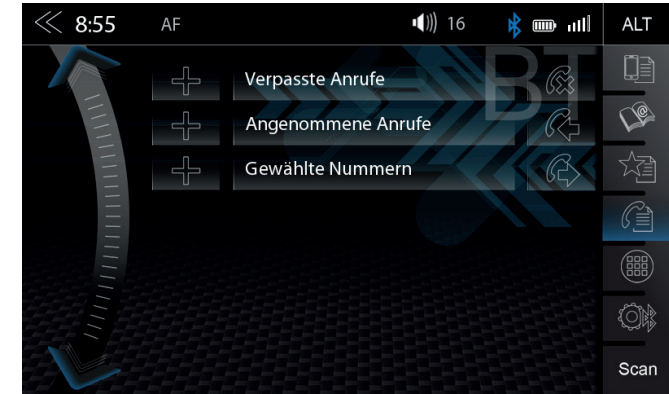 8:55 AF 16 ALT
BT
Verpasste Anrufe
Angenommene Anrufe
Gewählte Nummern
Scan